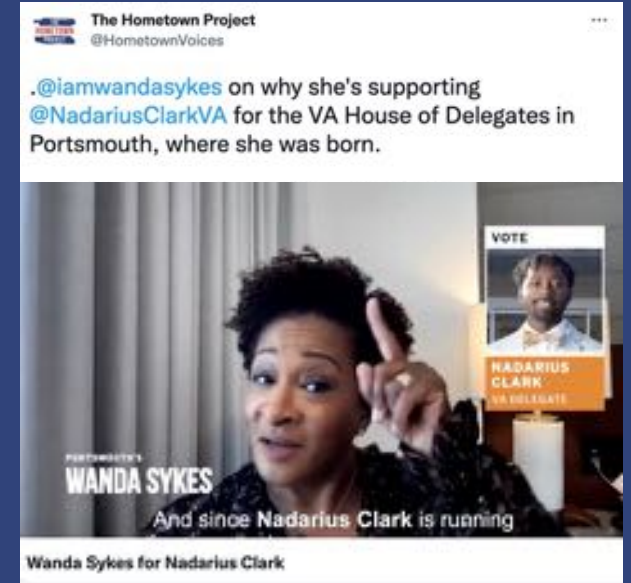 The Hometown Project
@HometownVoices
.@iamwandasykes on why she's supporting
@NadariusClarkVA for the VA House of Delegates in
Portsmouth, where she was born.
HOMETOWN
PROJECT
VOTE
NADARIUS
CLARK
VA DELEGATE
PORTSMOUTH'S
WANDA SYKES
And since Nadarius Clark is running
Wanda Sykes for Nadarius Clark